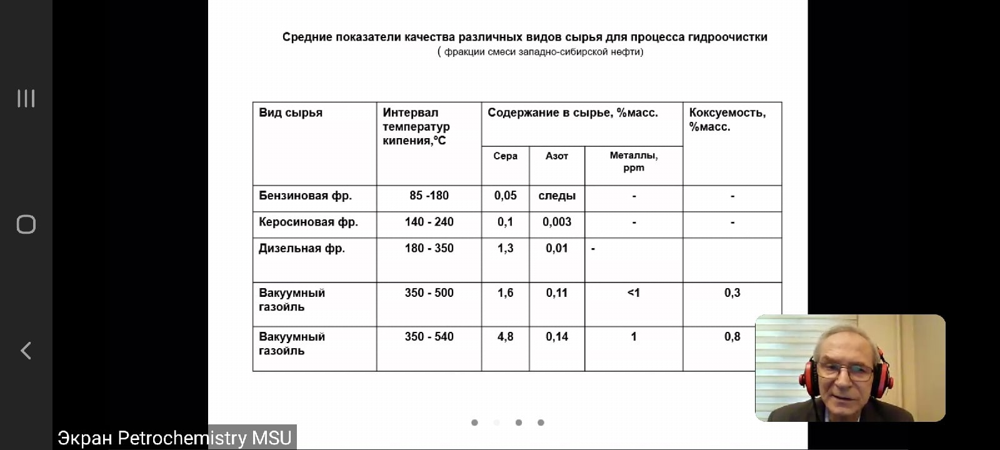 Средние показатели качества различных видов сырья для процесса гидроочистки
( фракции смеси западно-сибирской нефти)
Вид сырья
Интервал
температур
кипения,ºС
Содержание в сырье, %масс.
Коксуемость,
%масс.
Сера
Азот
Металлы,
ppm
Бензиновая фр. 85 -180 0,05 следы - -
Керосиновая фр. 140 - 240 0,1 0,003 - -
Дизельная фр. 180 - 350 1,3 0,01 -
Вакуумный 350 - 500 1,6 0,11 <1 0,3
газойль
Вакуумный 350 - 540 4,8 0,14 1 0,8
газойль
Экран Petrochemistry MSU